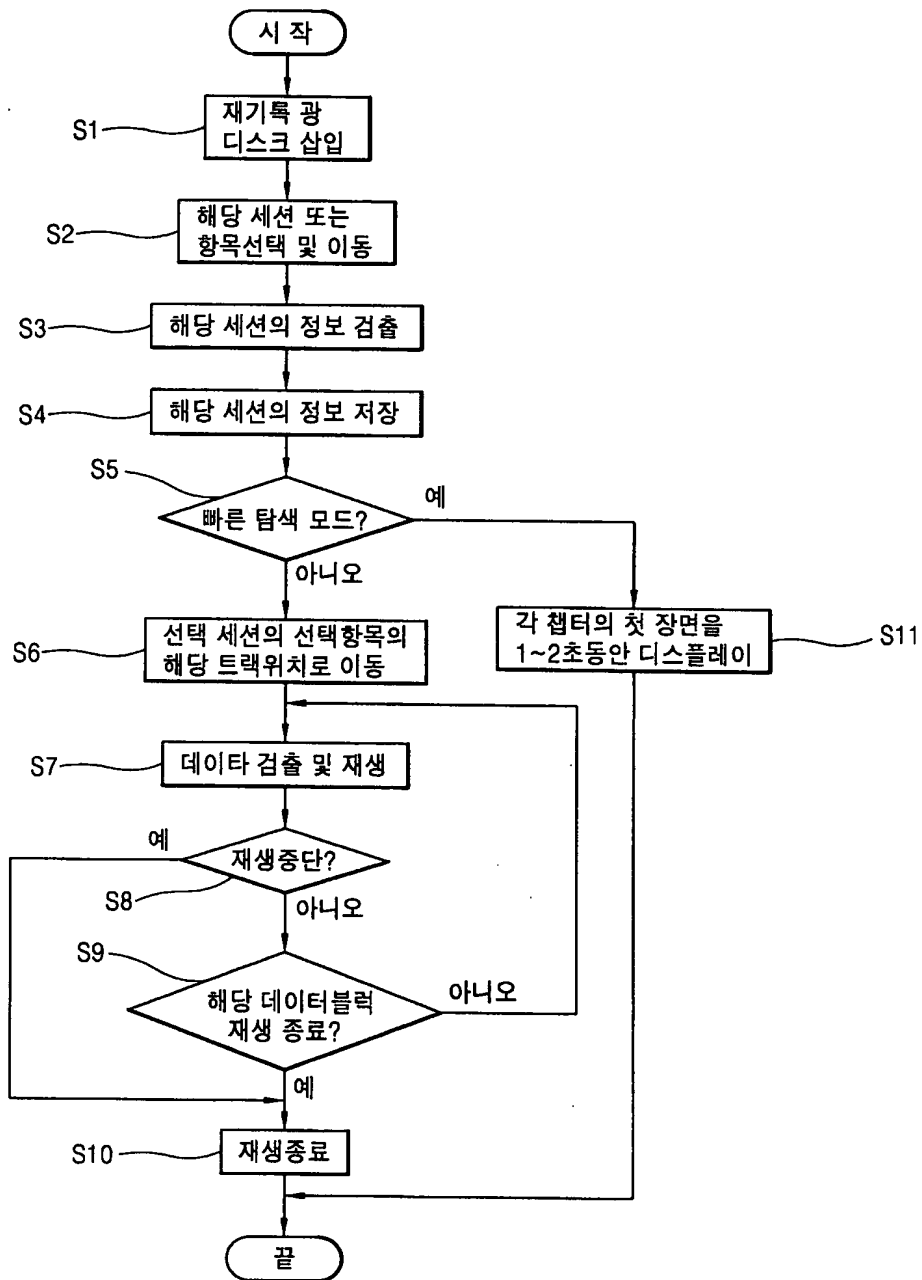 시 작
S1
재기록 광
디스크 삽입
S2
해당 세션 또는
항목선택 및 이동
S3
해당 세션의 정보 검출
S4
해당 세션의 정보 저장
S5
빠른 탐색 모드?
예
아니오
S6
선택 세션의 선택항목의
해당 트랙위치로 이동
각 챕터의 첫 장면을
1~2초동안 디스플레이
S11
S7
데이타 검출 및 재생
예
재생중단?
S8
아니오
S9
해당 데이터블럭
재생 종료?
아니오
예
S10
재생종료
끝